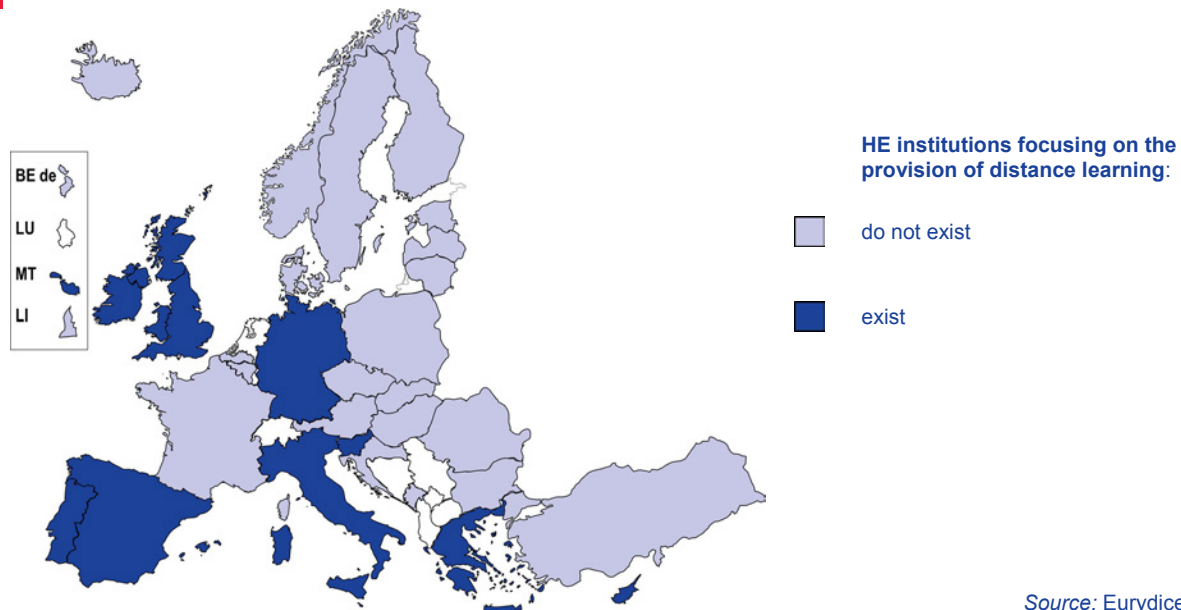 BE de
LU
MT
LI
HE institutions focusing on the
provision of distance learning:
do not exist
exist
Source: Eurydice